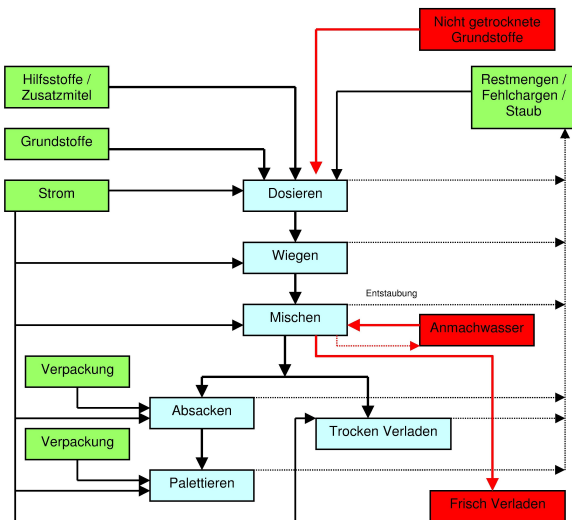 Nicht getrocknete
Grundstoffe
Hilfsstoffe /
Zusatzmitel
Restmengen /
Fehlchargen /
Staub
Grundstoffe
Strom
Dosieren
Wiegen
Entstaubung
Mischen
Anmachwasser
Verpackung
Absacken
Trocken Verladen
Verpackung
Palettieren
Frisch Verladen